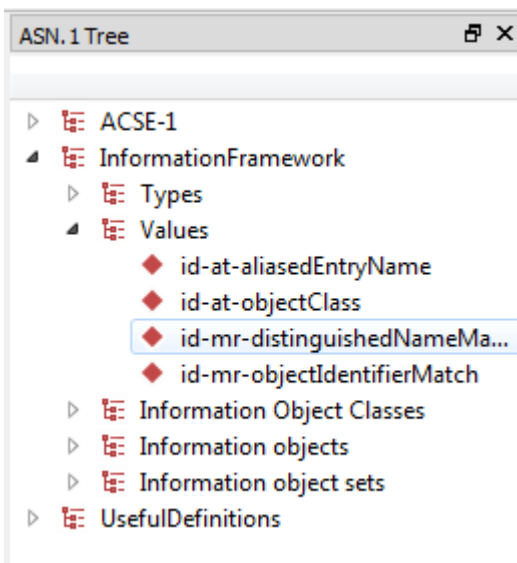 ASN.1 Tree
ACSE-1
InformationFramework
Types
Values
id-at-aliasedEntryName
id-at-objectClass
id-mr-distinguishedNameMa...
id-mr-objectIdentifierMatch
Information Object Classes
Information objects
Information object sets
UsefulDefinitions